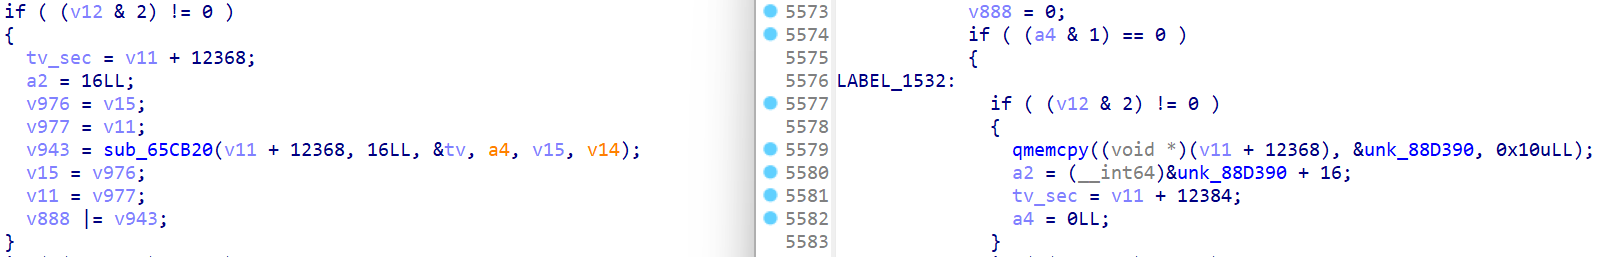 if ( (v12 & 2) != 0 )
{
  tv_sec = v11 + 12368;
  a2 = 16LL;
  v976 = v15;
  v977 = v11;
  v943 = sub_65CB20(v11 + 12368, 16LL, &tv, a4, v15, v14);
  v15 = v976;
  v11 = v977;
  v888 |= v943;
}
5573 v888 = 0;
5574 if ( (a4 & 1) == 0 )
5575 {
5576 LABEL_1532:
5577 if ( (v12 & 2) != 0 )
5578 {
5579 qmemcpy((void *)(v11 + 12368), &unk_88D390, 0x10uLL);
5580 a2 = (__int64)&unk_88D390 + 16;
5581 tv_sec = v11 + 12384;
5582 a4 = 0LL;
5583 }